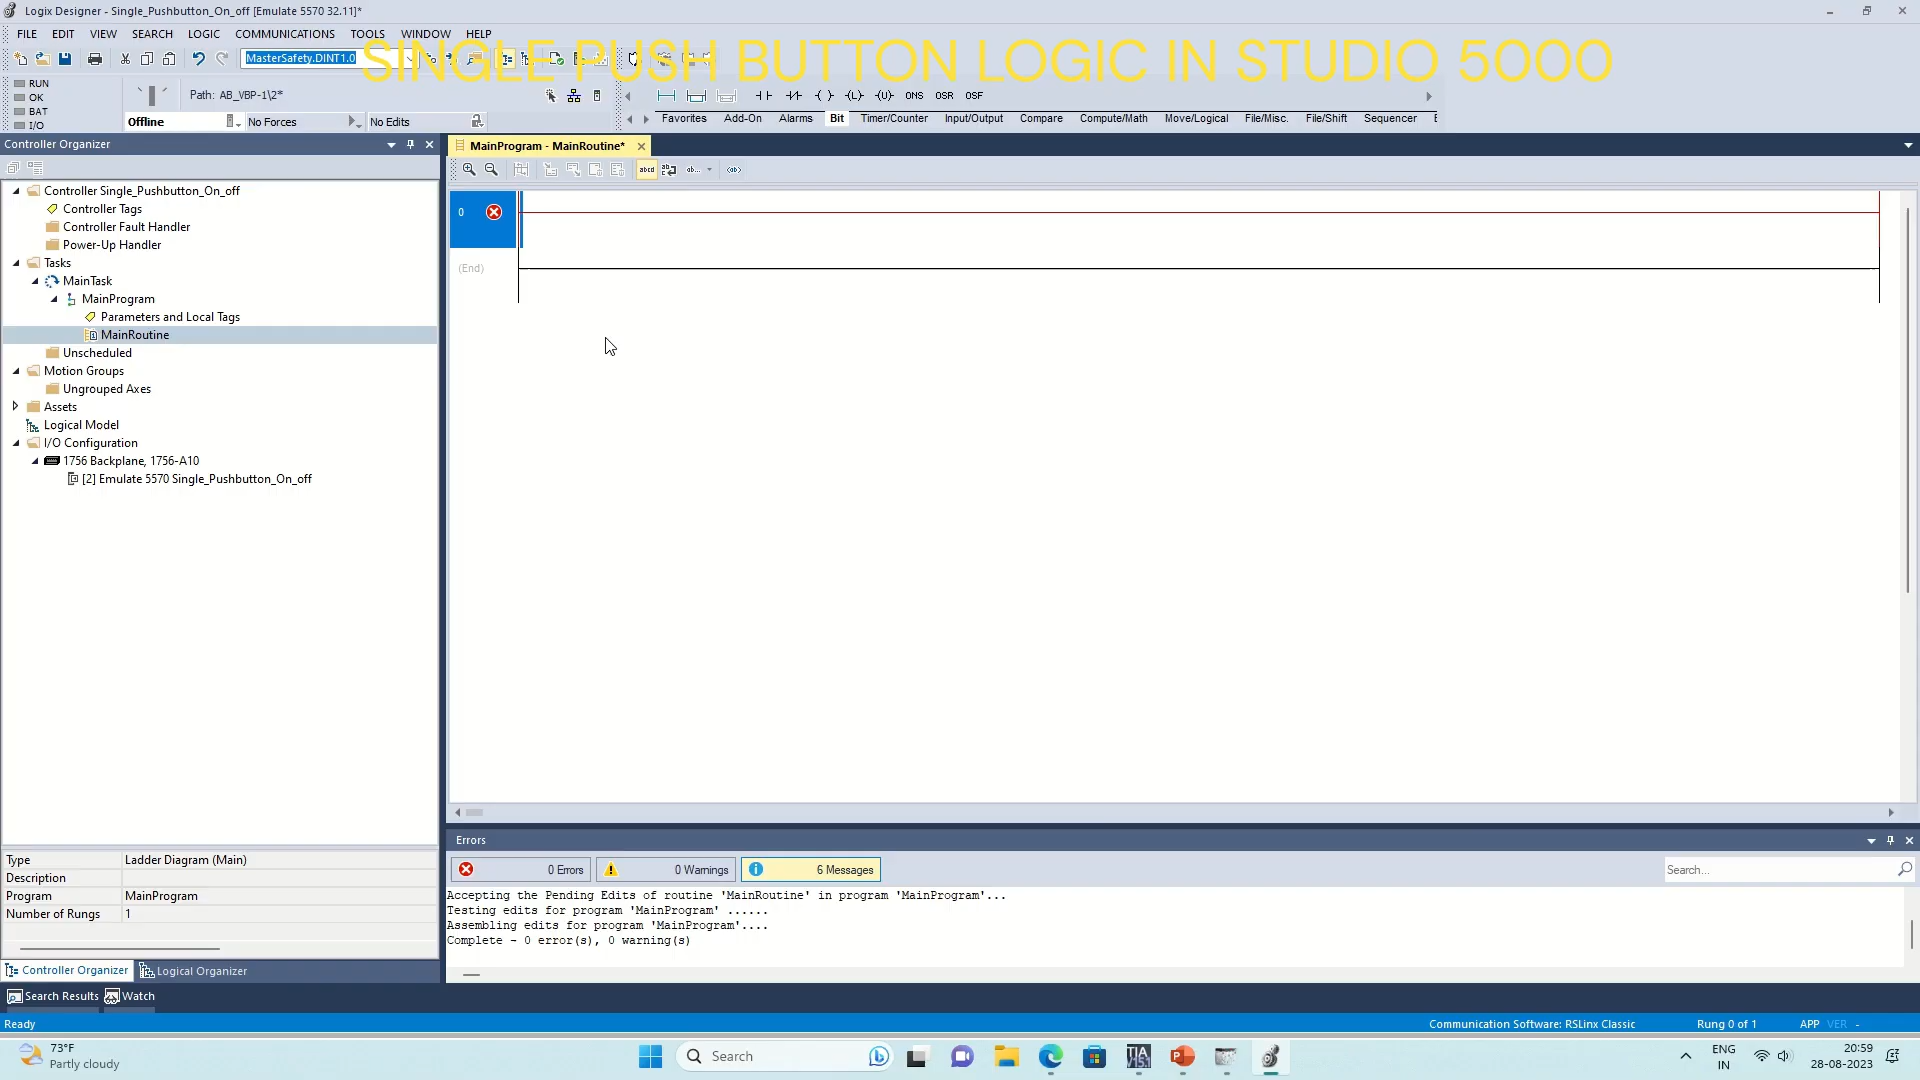 Logix Designer - Single_Pushbutton_On_off [Emulate 5570 32.11]*
FILE EDIT VIEW SEARCH LOGIC COMMUNICATIONS TOOLS WINDOW HELP
SINGLE PUSH BUTTON LOGIC IN STUDIO 5000
MasterSafety.DINT1.0
RUN
OK
BAT
I/O
Path: AB_VBP-1\2*
Offline
No Forces
No Edits
ONS OSR OSF
Favorites Add-On Alarms Bit Timer/Counter Input/Output Compare Compute/Math Move/Logical File/Misc. File/Shift Sequencer
Controller Organizer
MainProgram - MainRoutine*
Controller Single_Pushbutton_On_off
Controller Tags
Controller Fault Handler
Power-Up Handler
Tasks
MainTask
MainProgram
Parameters and Local Tags
MainRoutine
Unscheduled
Motion Groups
Ungrouped Axes
Assets
Logical Model
I/O Configuration
1756 Backplane, 1756-A10
[2] Emulate 5570 Single_Pushbutton_On_off
0
(End)
Type Ladder Diagram (Main)
Description
Program MainProgram
Number of Rungs 1
Controller Organizer Logical Organizer
Errors
0 Errors 0 Warnings 6 Messages
Search...
Accepting the Pending Edits of routine 'MainRoutine' in program 'MainProgram'...
Testing edits for program 'MainProgram' ......
Assembling edits for program 'MainProgram'....
Complete - 0 error(s), 0 warning(s)
Search Results Watch
Ready
Communication Software: RSLinx Classic
Rung 0 of 1
APP VER -
73°F
Partly cloudy
Search
ENG
IN
20:59
28-08-2023